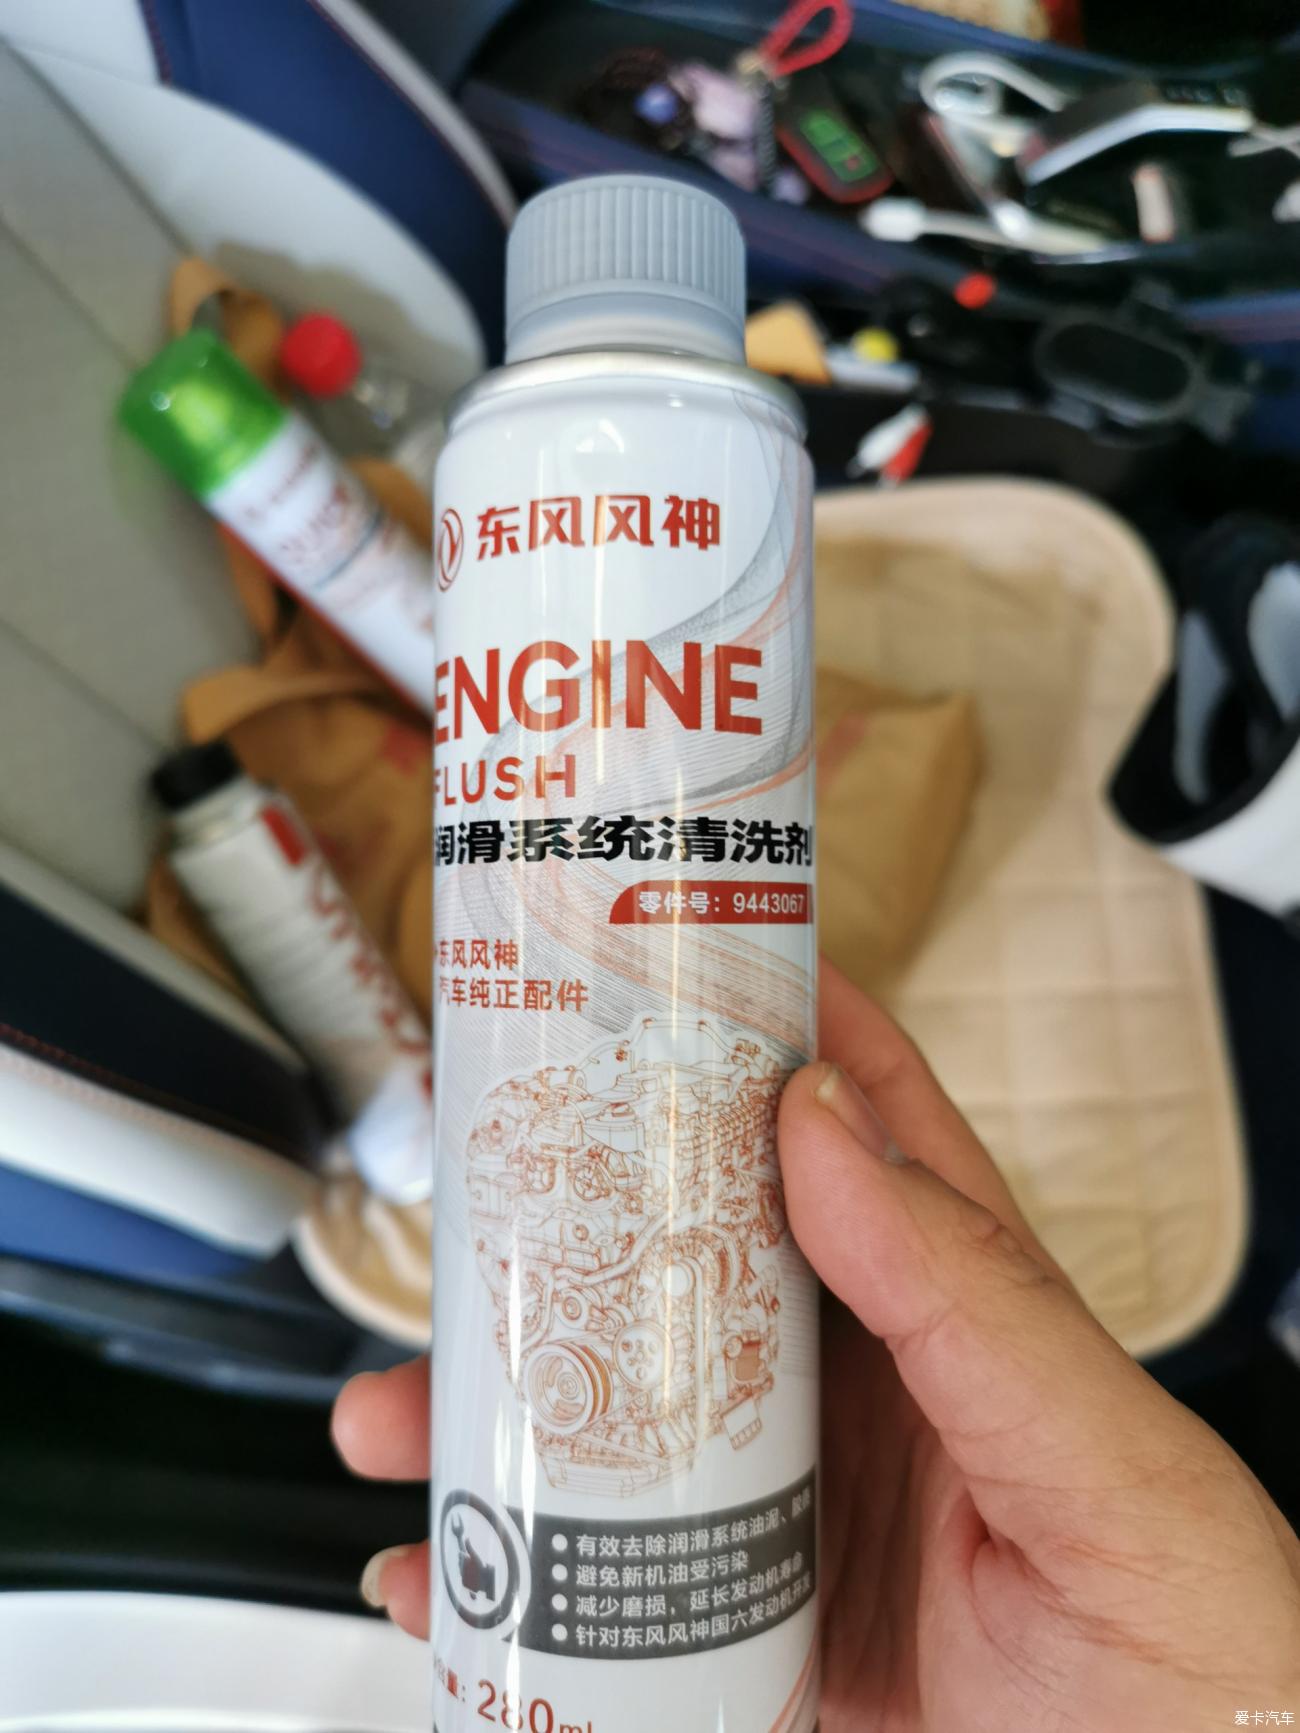 东风风神
ENGINE
FLUSH
润滑系统清洗剂
零件号：9443067
东风风神
汽车纯正配件
有效去除润滑系统油泥、
避免新机油受污染
减少磨损，延长发动机寿命
针对东风风神国六发动机开发
含量：280ml
爱卡汽车